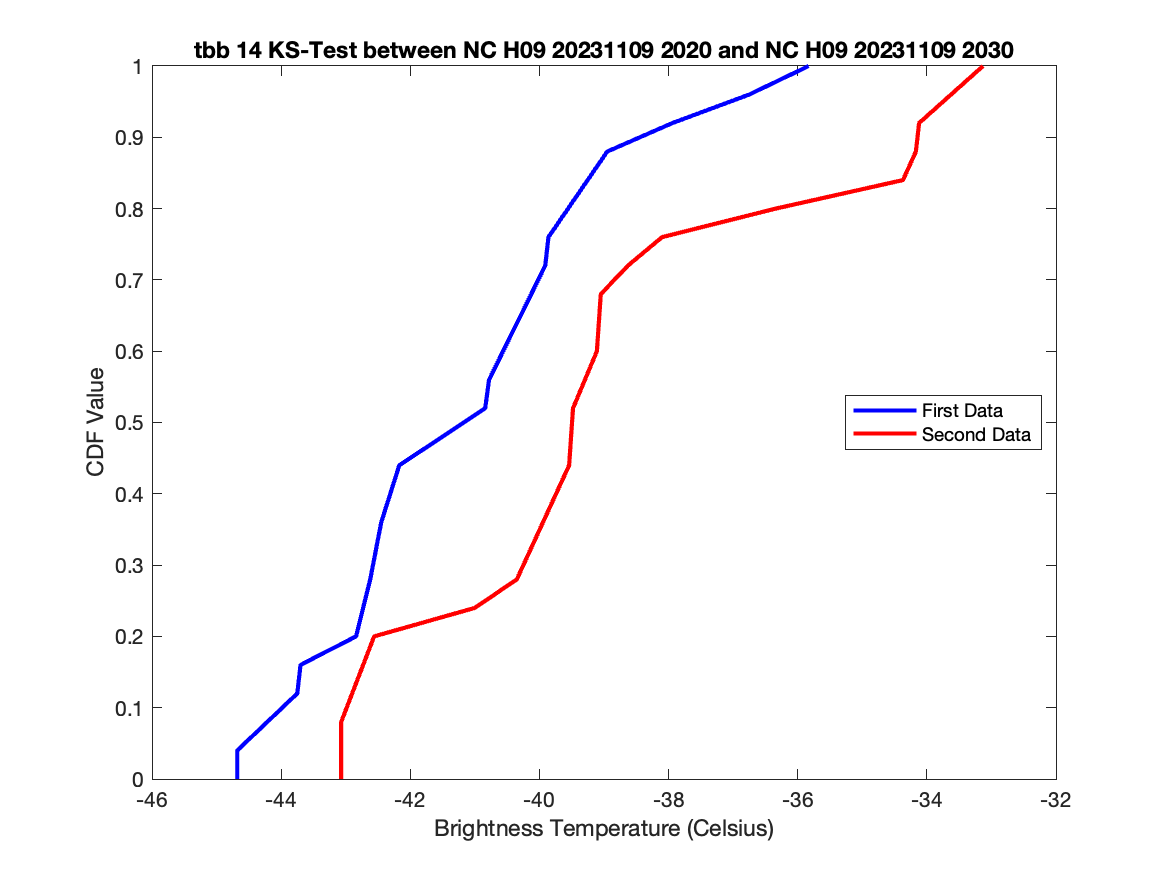 tbb 14 KS-Test between NC H09 20231109 2020 and NC H09 20231109 2030
1
0.9
0.8
0.7
0.6
0.5
0.4
0.3
0.2
0.1
0
CDF Value
First Data
Second Data
-46 -44 -42 -40 -38 -36 -34 -32
Brightness Temperature (Celsius)